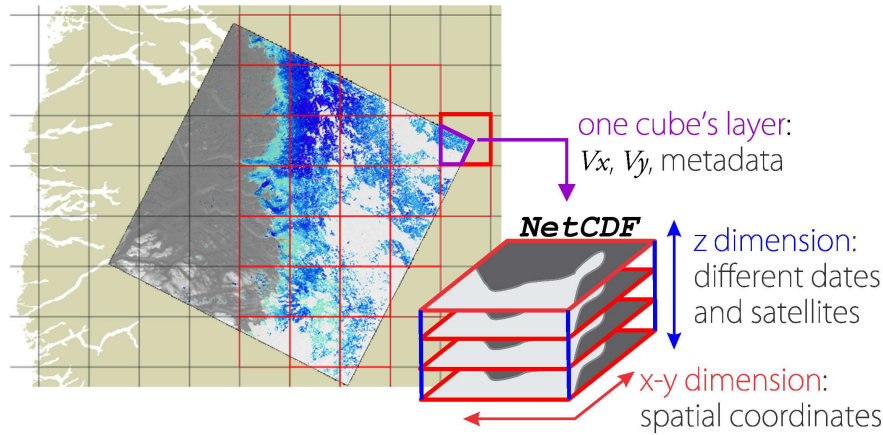 one cube's layer:
Vx, Vy, metadata
NetCDF
z dimension:
different dates
and satellites
x-y dimension:
spatial coordinates